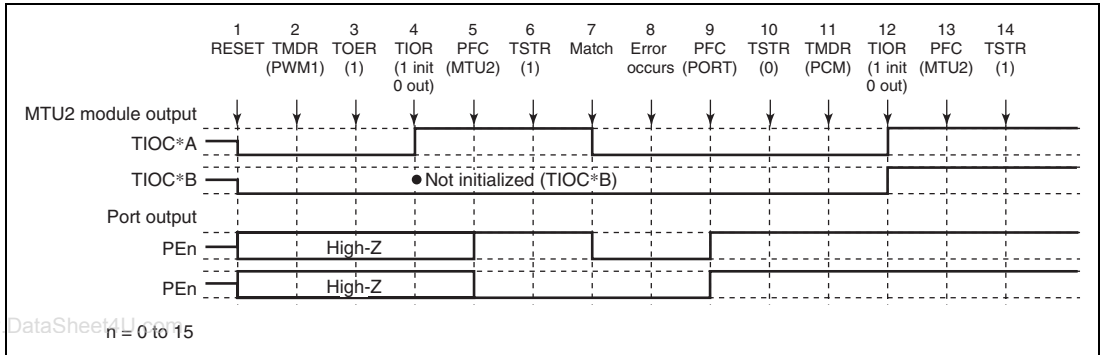 1 2 3 4 5 6 7 8 9 10 11 12 13 14
RESET TMDR TOER TIOR PFC TSTR Match Error PFC TSTR TMDR TIOR PFC TSTR
(PWM1) (1) (1 init (MTU2) (1) occurs (PORT) (0) (PCM) (1 init (MTU2) (1)
0 out) 0 out)
MTU2 module output
TIOC*A
TIOC*B
●Not initialized (TIOC*B)
Port output
PEn
High-Z
PEn
High-Z
.DataSheet4U.com
n = 0 to 15